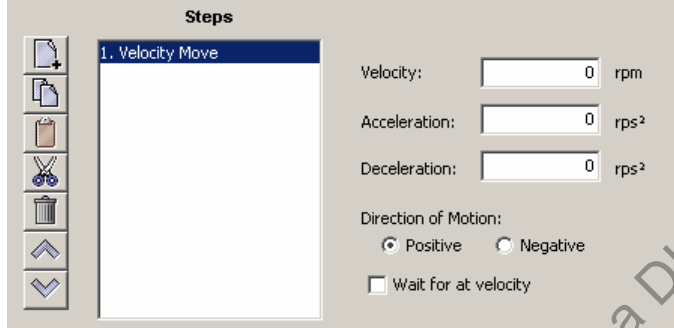 Steps
1. Velocity Move
Velocity: 0 rpm
Acceleration: 0 rps²
Deceleration: 0 rps²
Direction of Motion:
Positive Negative
Wait for at velocity